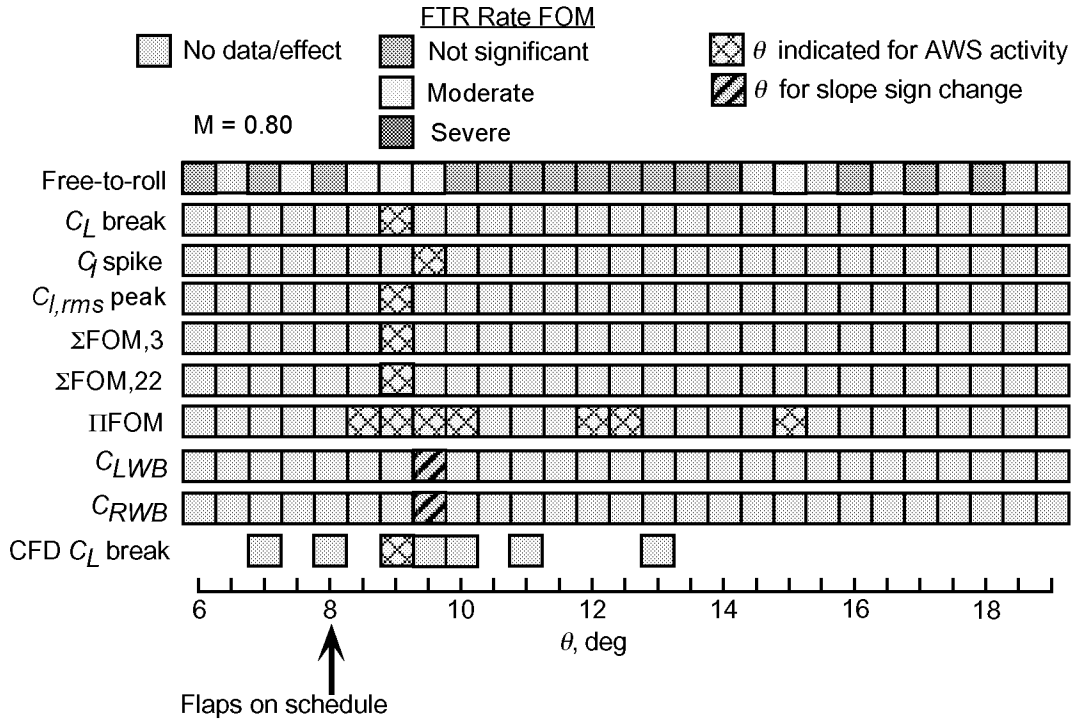 FTR Rate FOM
No data/effect
Not significant
θ indicated for AWS activity
Moderate
θ for slope sign change
M = 0.80
Severe
Free-to-roll
C_L break
C_l spike
C_l,rms peak
ΣFOM,3
ΣFOM,22
ΠFOM
C_LWB
C_RWB
CFD C_L break
6 8 10 12 14 16 18
θ, deg
Flaps on schedule